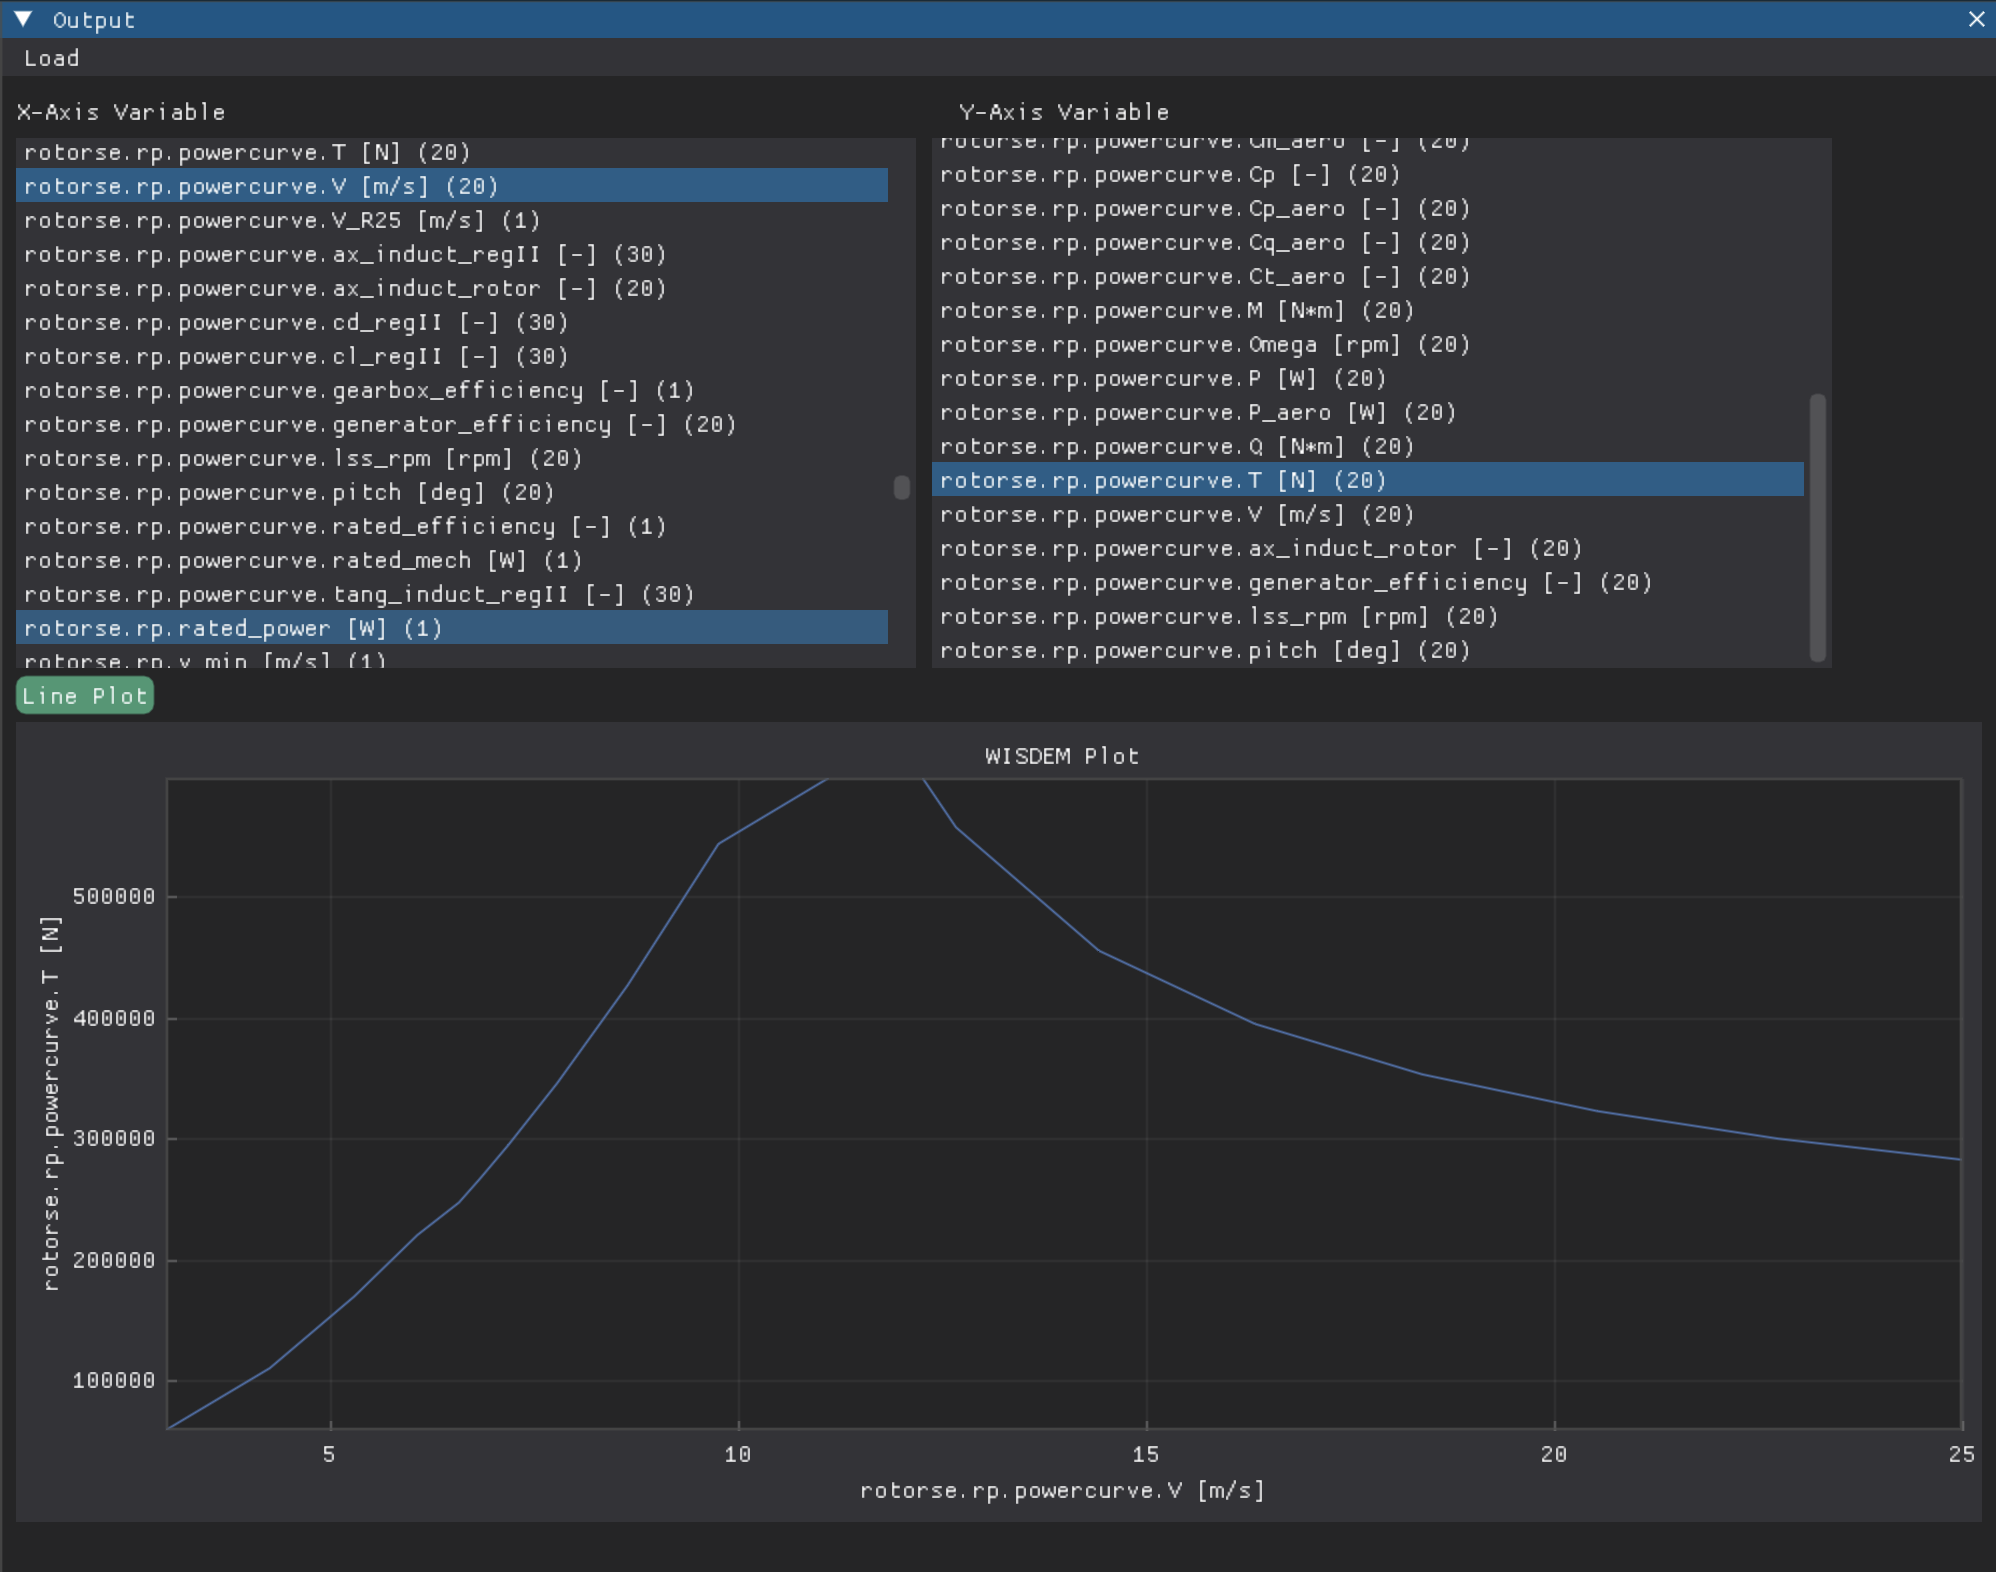 Output
Load
X-Axis Variable
rotorse.rp.powercurve.T [N] (20)
rotorse.rp.powercurve.V [m/s] (20)
rotorse.rp.powercurve.V_R25 [m/s] (1)
rotorse.rp.powercurve.ax_induct_regII [-] (30)
rotorse.rp.powercurve.ax_induct_rotor [-] (20)
rotorse.rp.powercurve.cd_regII [-] (30)
rotorse.rp.powercurve.cl_regII [-] (30)
rotorse.rp.powercurve.gearbox_efficiency [-] (1)
rotorse.rp.powercurve.generator_efficiency [-] (20)
rotorse.rp.powercurve.lss_rpm [rpm] (20)
rotorse.rp.powercurve.pitch [deg] (20)
rotorse.rp.powercurve.rated_efficiency [-] (1)
rotorse.rp.powercurve.rated_mech [W] (1)
rotorse.rp.powercurve.tang_induct_regII [-] (30)
rotorse.rp.rated_power [W] (1)
rotorse.rp.v_min [m/s] (1)
Y-Axis Variable
rotorse.rp.powercurve.Cm_aero [-] (20)
rotorse.rp.powercurve.Cp [-] (20)
rotorse.rp.powercurve.Cp_aero [-] (20)
rotorse.rp.powercurve.Cq_aero [-] (20)
rotorse.rp.powercurve.Ct_aero [-] (20)
rotorse.rp.powercurve.M [N*m] (20)
rotorse.rp.powercurve.Omega [rpm] (20)
rotorse.rp.powercurve.P [W] (20)
rotorse.rp.powercurve.P_aero [W] (20)
rotorse.rp.powercurve.Q [N*m] (20)
rotorse.rp.powercurve.T [N] (20)
rotorse.rp.powercurve.V [m/s] (20)
rotorse.rp.powercurve.ax_induct_rotor [-] (20)
rotorse.rp.powercurve.generator_efficiency [-] (20)
rotorse.rp.powercurve.lss_rpm [rpm] (20)
rotorse.rp.powercurve.pitch [deg] (20)
Line Plot
WISDEM Plot
rotorse.rp.powercurve.T [N]
500000
400000
300000
200000
100000
5 10 15 20 25
rotorse.rp.powercurve.V [m/s]